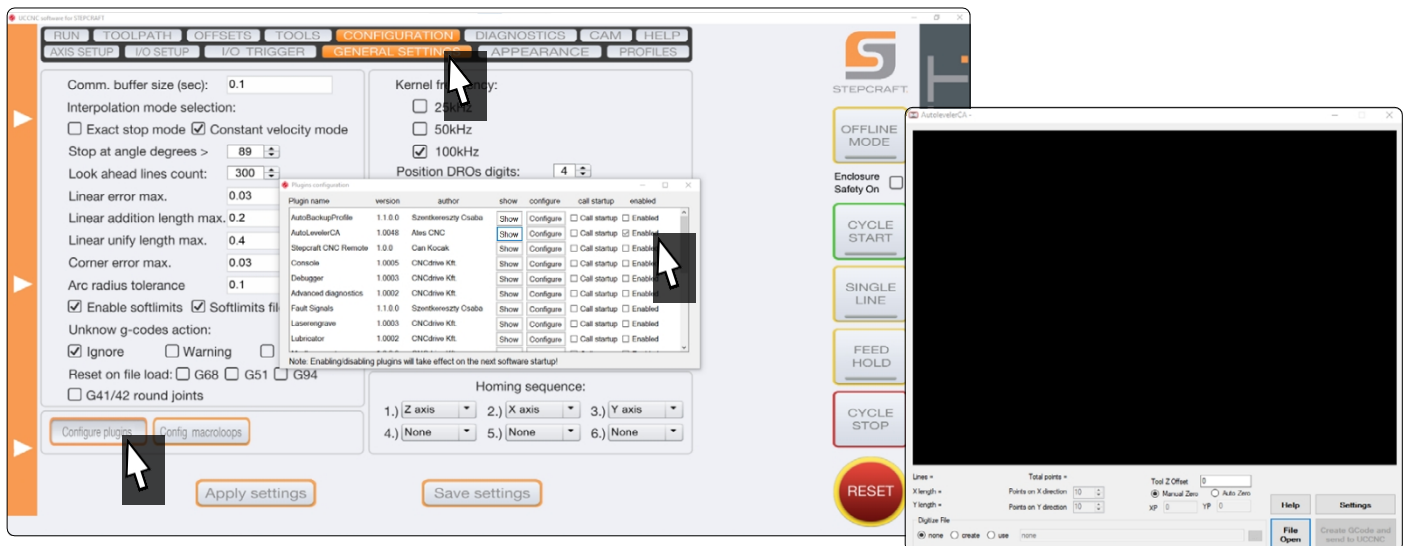 UCCNC software for STEPCRAFT
RUN TOOLPATH OFFSETS TOOLS CONFIGURATION DIAGNOSTICS CAM HELP
AXIS SETUP I/O SETUP I/O TRIGGER GENERAL SETTINGS APPEARANCE PROFILES
Comm. buffer size (sec): 0.1
Interpolation mode selection:
Exact stop mode Constant velocity mode
Stop at angle degrees > 89
Look ahead lines count: 300
Linear error max. 0.03
Linear addition length max. 0.2
Linear unify length max. 0.4
Corner error max. 0.03
Arc radius tolerance 0.1
Enable softlimits Softlimits
Unknow g-codes action:
Ignore Warning
Reset on file load: G68 G51 G94
G41/42 round joints
Configure plugins Config macroloops
Apply settings Save settings
Kernel
50kHz
100kHz
Position DROs digits: 4
Plugins configuration
Plugin name version author show configure call startup enabled
AutoBackupProfile 1.1.0.0 Szentkereszty Csaba Show Configure Call startup Enabled
AutoLevelerCA 1.0048 Ates CNC Show Configure Call startup Enabled
Stepcraft CNC Remote 1.0.0 Can Kocak Show Configure Call startup Enabled
Console 1.0005 CNCdrive Kft. Show Configure Call startup Enabled
Debugger 1.0003 CNCdrive Kft. Show Configure Call startup Enabled
Advanced diagnostics 1.0002 CNCdrive Kft. Show Configure Call startup Enabled
Fault Signals 1.1.0.0 Szentkereszty Csaba Show Configure Call startup Enabled
Laserengrave 1.0003 CNCdrive Kft. Show Configure Call startup Enabled
Lubricator 1.0002 CNCdrive Kft. Show Configure Call startup Enabled
Note: Enabling/disabling plugins will take effect on the next software startup!
Homing sequence:
1.) Z axis 2.) X axis 3.) Y axis
4.) None 5.) None 6.) None
STEPCRAFT
OFFLINE
MODE
Enclosure
Safety On
CYCLE
START
SINGLE
LINE
FEED
HOLD
CYCLE
STOP
RESET
AutolevelerCA -
Lines = Total points = Tool Z Offset 0
X length = Points on X direction 10 Manual Zero Auto Zero
Y length = Points on Y direction 10 XP 0 YP 0
Help Settings
Digitize File
none create use none
File
Open
Create GCode and
send to UCCNC